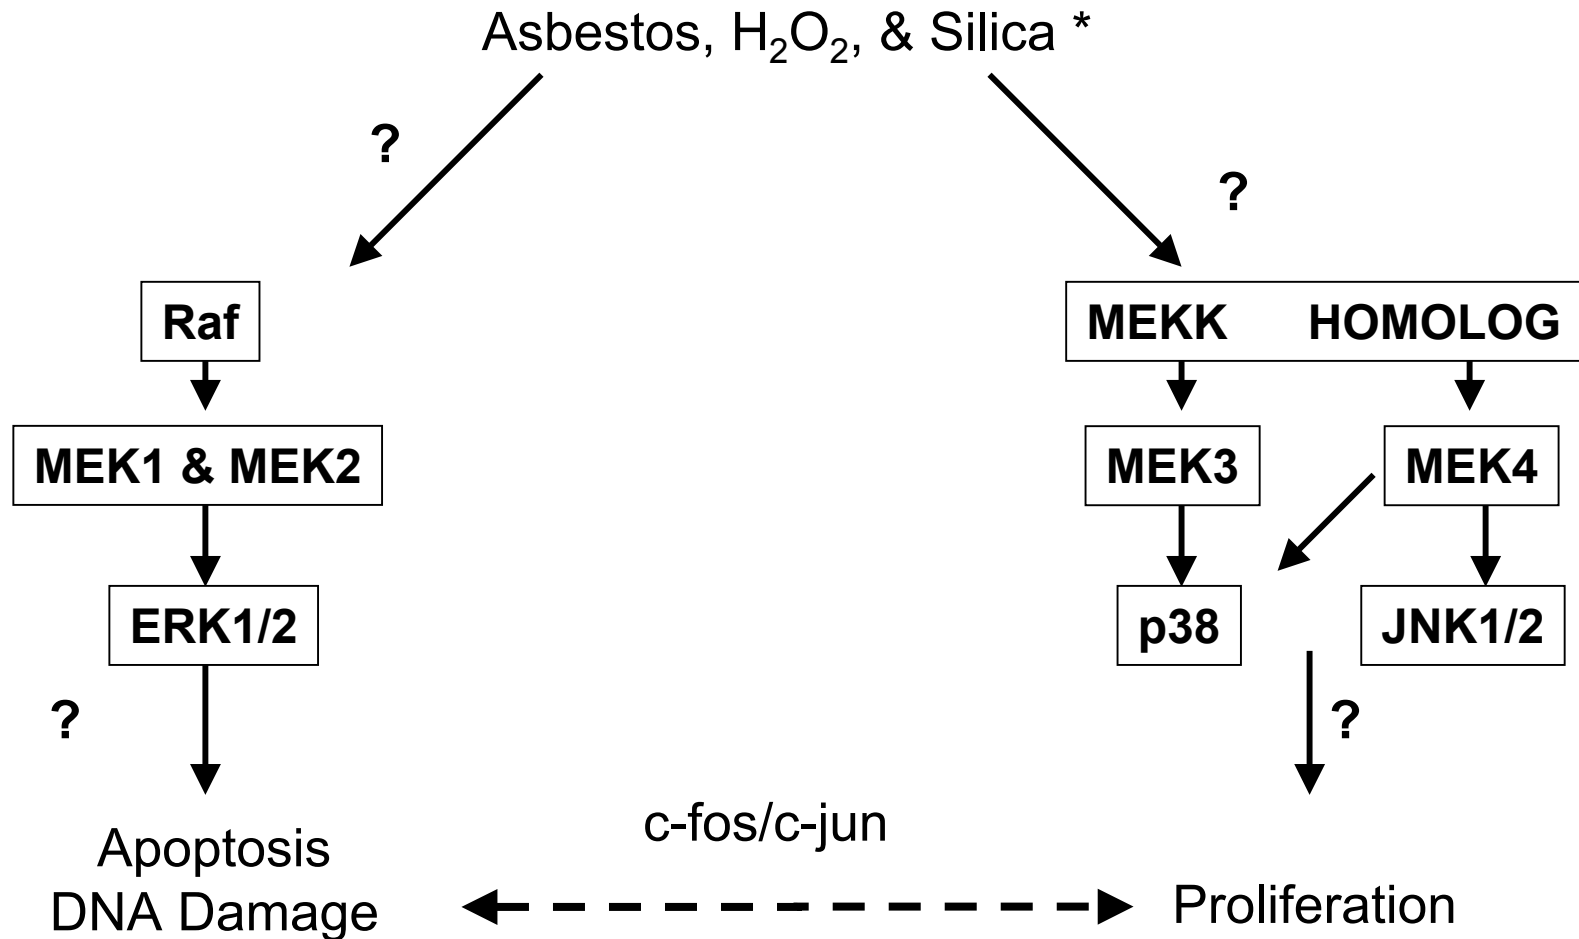 Asbestos, H₂O₂, & Silica *
?
?
Raf
MEKK HOMOLOG
MEK1 & MEK2
MEK3
MEK4
ERK1/2
p38
JNK1/2
?
?
c-fos/c-jun
Apoptosis
DNA Damage
Proliferation